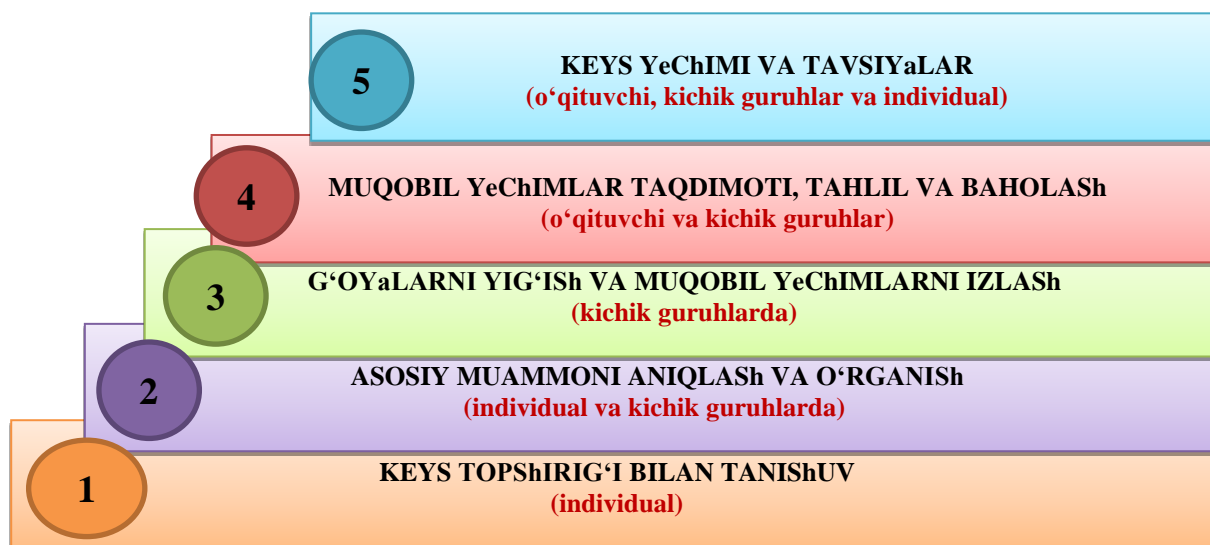 5
KEYS YeChIMI VA TAVSIYaLAR
(o‘qituvchi, kichik guruhlar va individual)
4
MUQOBIL YeChIMLAR TAQDIMOTI, TAHLIL VA BAHOLASh
(o‘qituvchi va kichik guruhlar)
3
G‘OYaLARNI YIG‘ISh VA MUQOBIL YeChIMLARNI IZLASh
(kichik guruhlarda)
2
ASOSIY MUAMMONI ANIQLASh VA O‘RGANISh
(individual va kichik guruhlarda)
1
KEYS TOPShIRIG‘I BILAN TANIShUV
(individual)